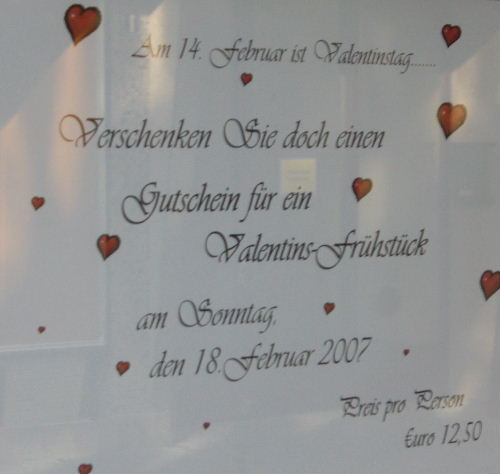 Am 14. Februar ist Valentinstag.......
Verschenken Sie doch einen
Gutschein für ein
Valentins-Frühstück
am Sonntag,
den 18.Februar 2007
Preis pro Person
€uro 12,50